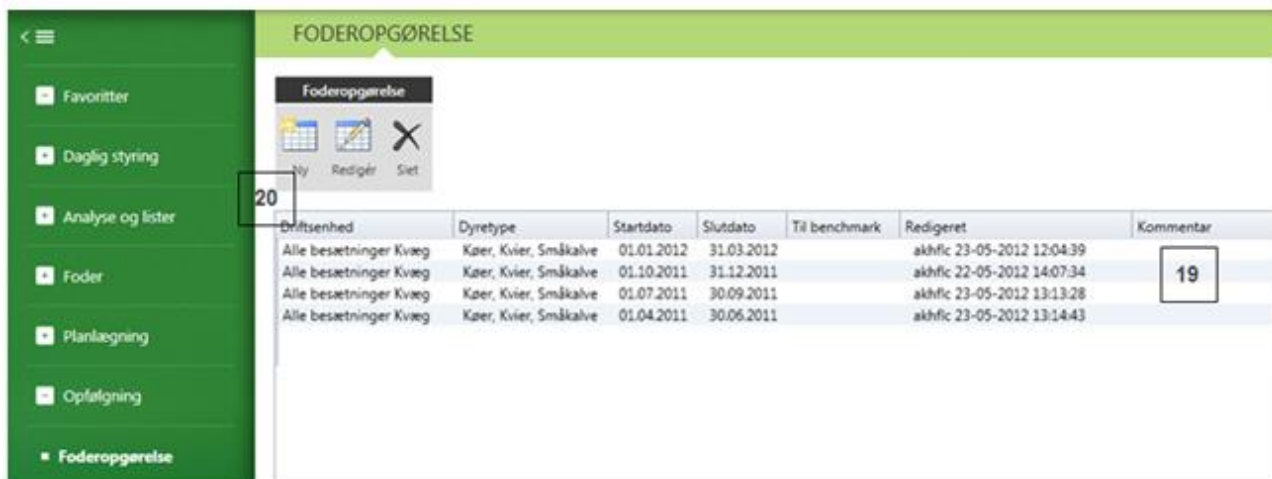 FODEROPGØRELSE
Favoritter
Daglig styring
Analyse og lister
Foder
Planlægning
Opfølgning
Foderopgørelse
Foderopgørelse
Ny Redigér Slet
20
Driftsenhed Dyretype Startdato Slutdato Til benchmark Redigeret Kommentar
Alle besætninger Kvæg Køer, Kvier, Småkalve 01.01.2012 31.03.2012 akhflc 23-05-2012 12:04:39
Alle besætninger Kvæg Køer, Kvier, Småkalve 01.10.2011 31.12.2011 akhflc 22-05-2012 14:07:34
Alle besætninger Kvæg Køer, Kvier, Småkalve 01.07.2011 30.09.2011 akhflc 23-05-2012 13:13:28
Alle besætninger Kvæg Køer, Kvier, Småkalve 01.04.2011 30.06.2011 akhflc 23-05-2012 13:14:43
19